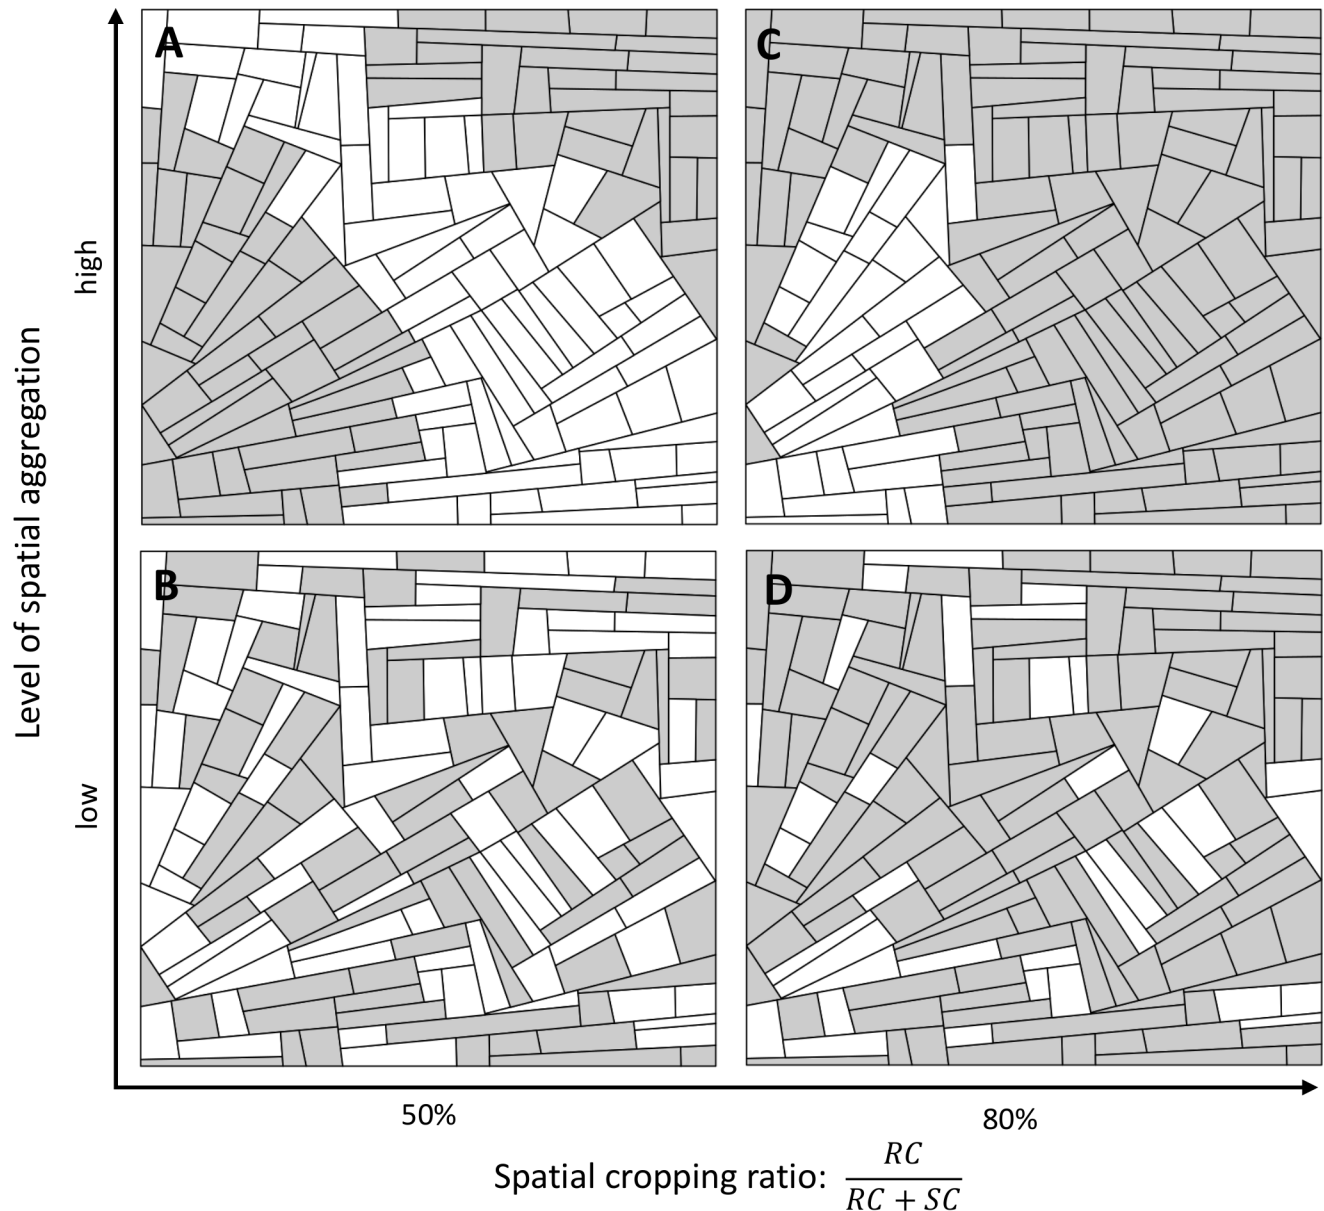 A
C
high
Level of spatial aggregation
B
D
low
50%
80%
Spatial cropping ratio: RC
RC + SC